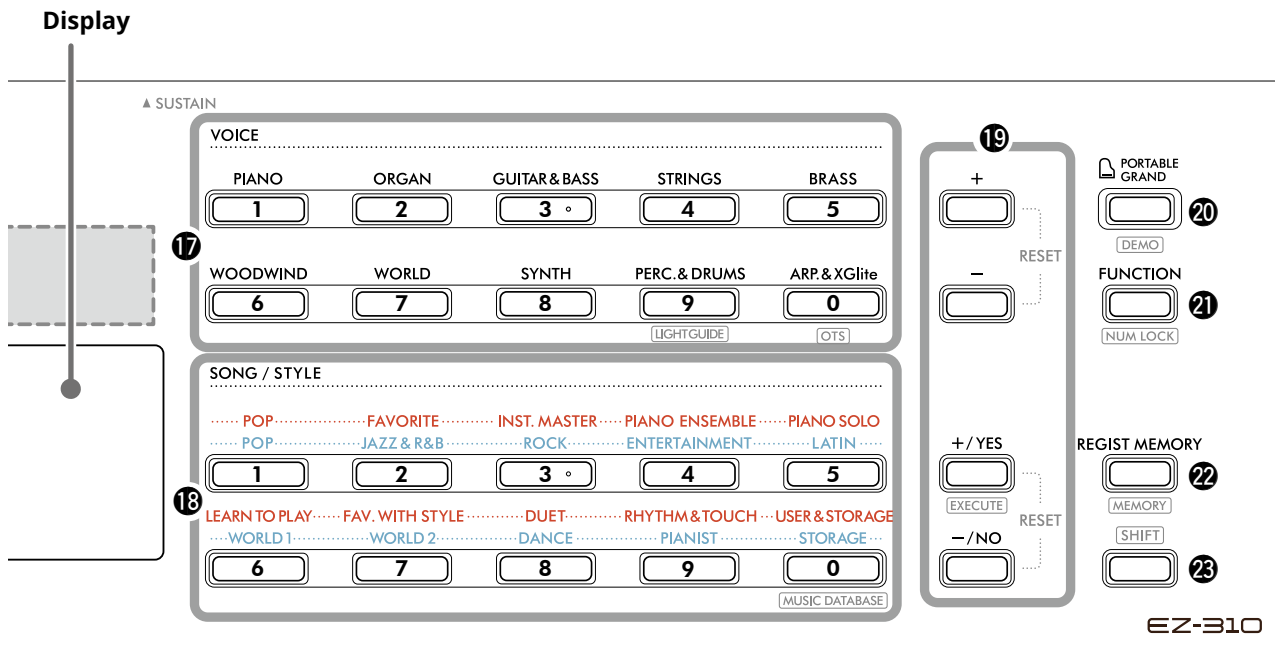 Display
▲ SUSTAIN
VOICE
PIANO ORGAN GUITAR & BASS STRINGS BRASS
1 2 3 4 5
WOODWIND WORLD SYNTH PERC. & DRUMS ARP. & XGlite
6 7 8 9 0
LIGHTGUIDE OTS
⓱
SONG / STYLE
POP FAVORITE INST. MASTER PIANO ENSEMBLE PIANO SOLO
POP JAZZ & R&B ROCK ENTERTAINMENT LATIN
1 2 3 4 5
LEARN TO PLAY FAV. WITH STYLE DUET RHYTHM & TOUCH USER & STORAGE
WORLD 1 WORLD 2 DANCE PIANIST STORAGE
6 7 8 9 0
MUSIC DATABASE
⓲
⓳
+
RESET
−
+/YES
EXECUTE
RESET
−/NO
PORTABLE
GRAND
⓴
DEMO
FUNCTION
㉑
NUM LOCK
REGIST MEMORY
㉒
MEMORY
SHIFT
㉓
EZ-310